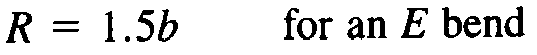 R = 1.5b for an E bend